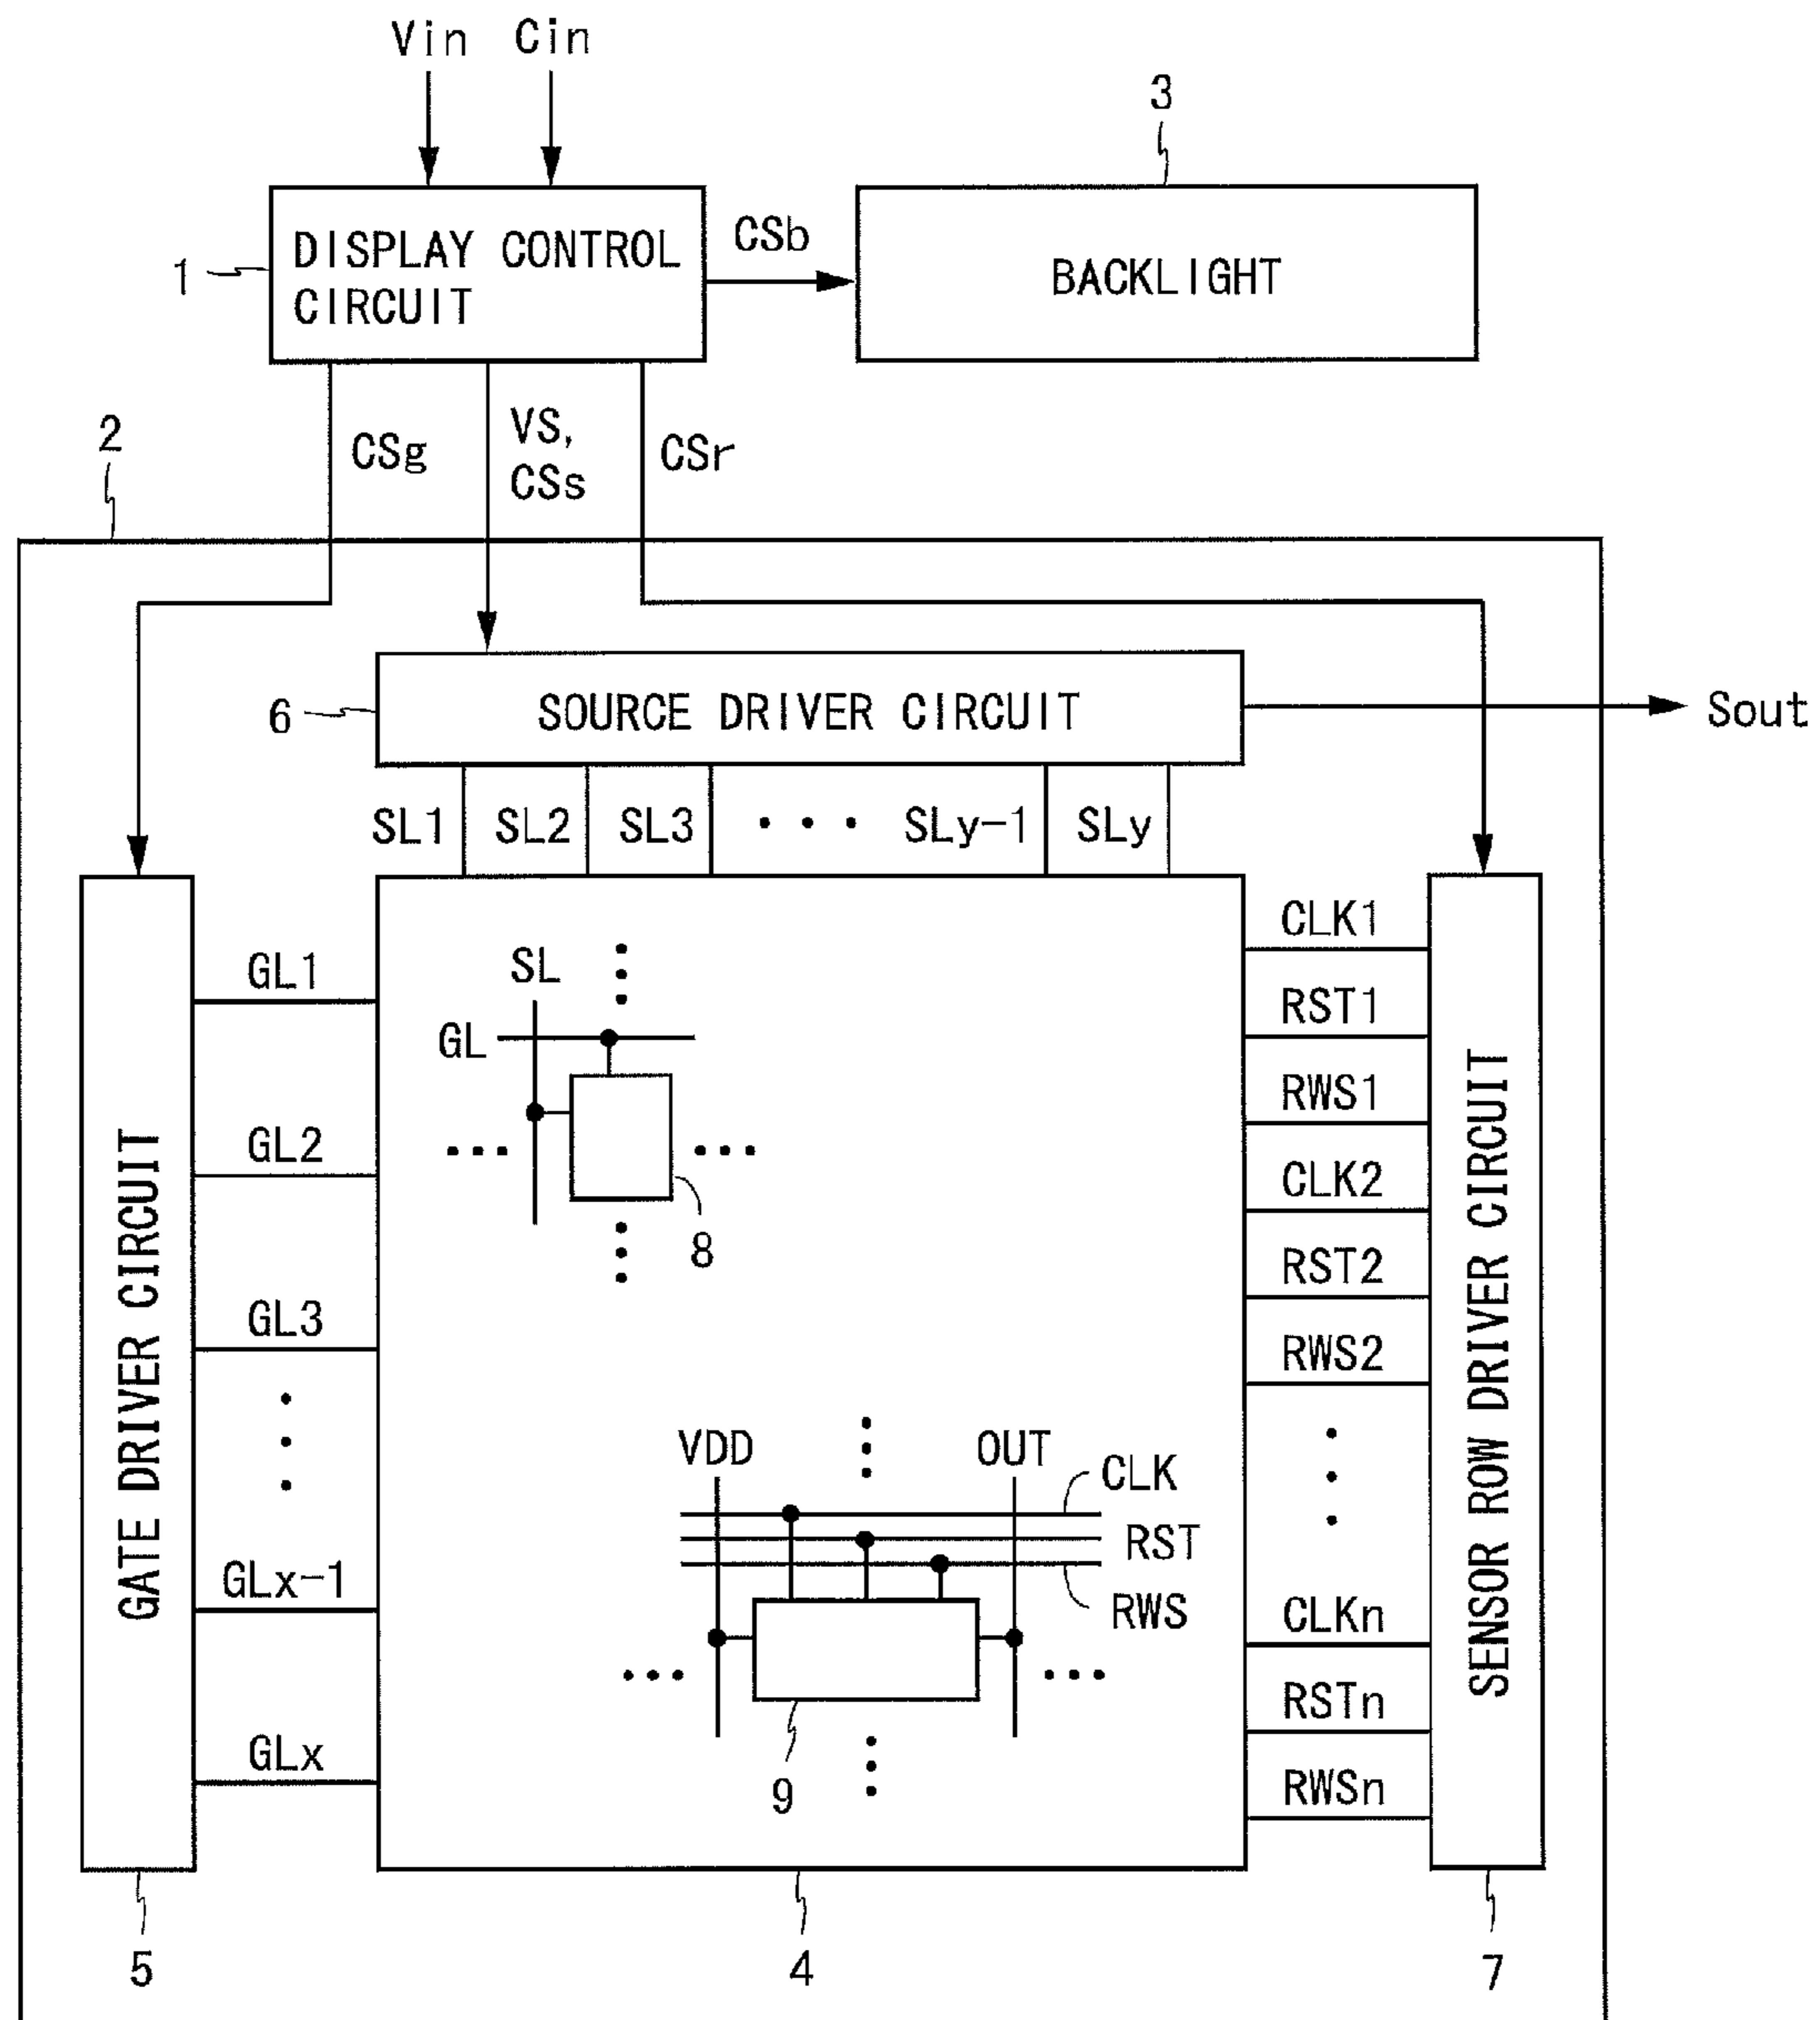 Vin
Cin
3
1
DISPLAY CONTROL
CIRCUIT
CSb
BACKLIGHT
2
CSg
VS,
CSs
CSr
6
SOURCE DRIVER CIRCUIT
Sout
SL1
SL2
SL3
• • •
SLy-1
SLy
GATE DRIVER CIRCUIT
GL1
GL2
GL3
GLx-1
GLx
SL
GL
8
VDD
OUT
CLK
RST
RWS
9
CLK1
RST1
RWS1
CLK2
RST2
RWS2
CLKn
RSTn
RWSn
SENSOR ROW DRIVER CIRCUIT
5
4
7